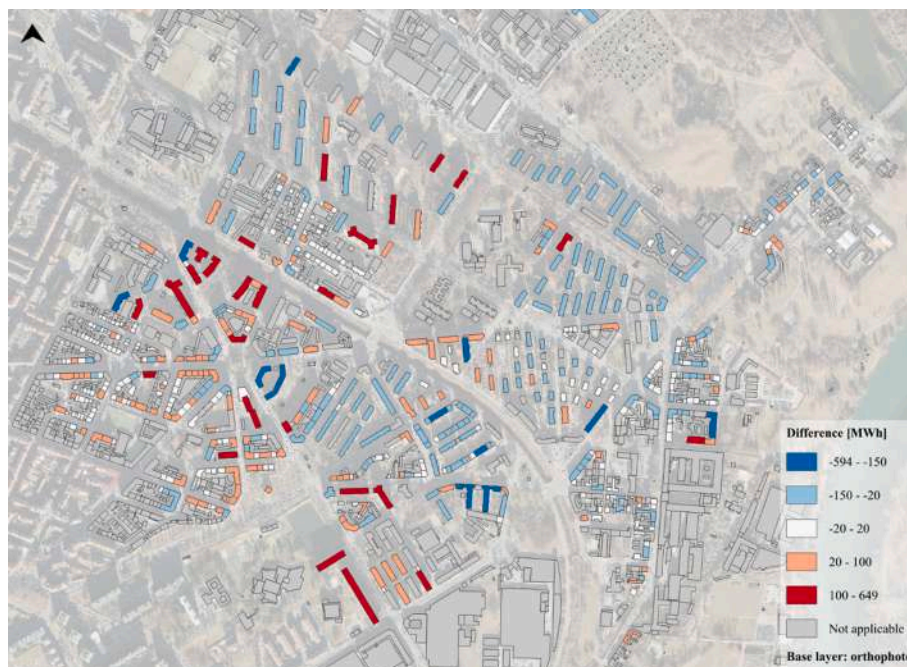 Difference [MWh]
-594 - -150
-150 - -20
-20 - 20
20 - 100
100 - 649
Not applicable
Base layer: orthophoto